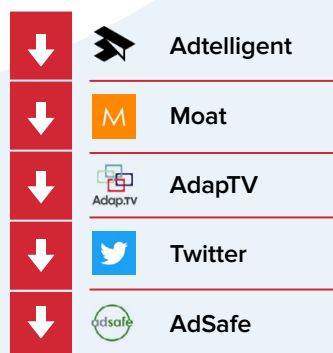 Adtelligent
M
Moat
Adap.TV
AdapTV
Twitter
adsafe
AdSafe